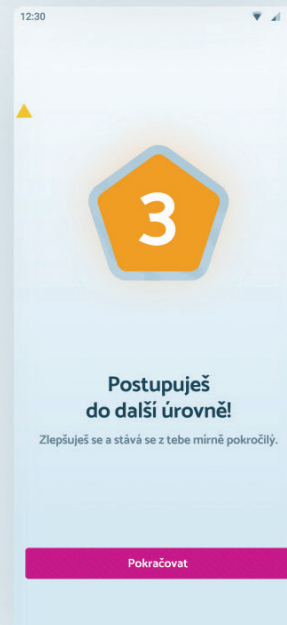 12:30
3
Postupuješ
do další úrovně!
Zlepšuješ se a stává se z tebe mírně pokročilý.
Pokračovat